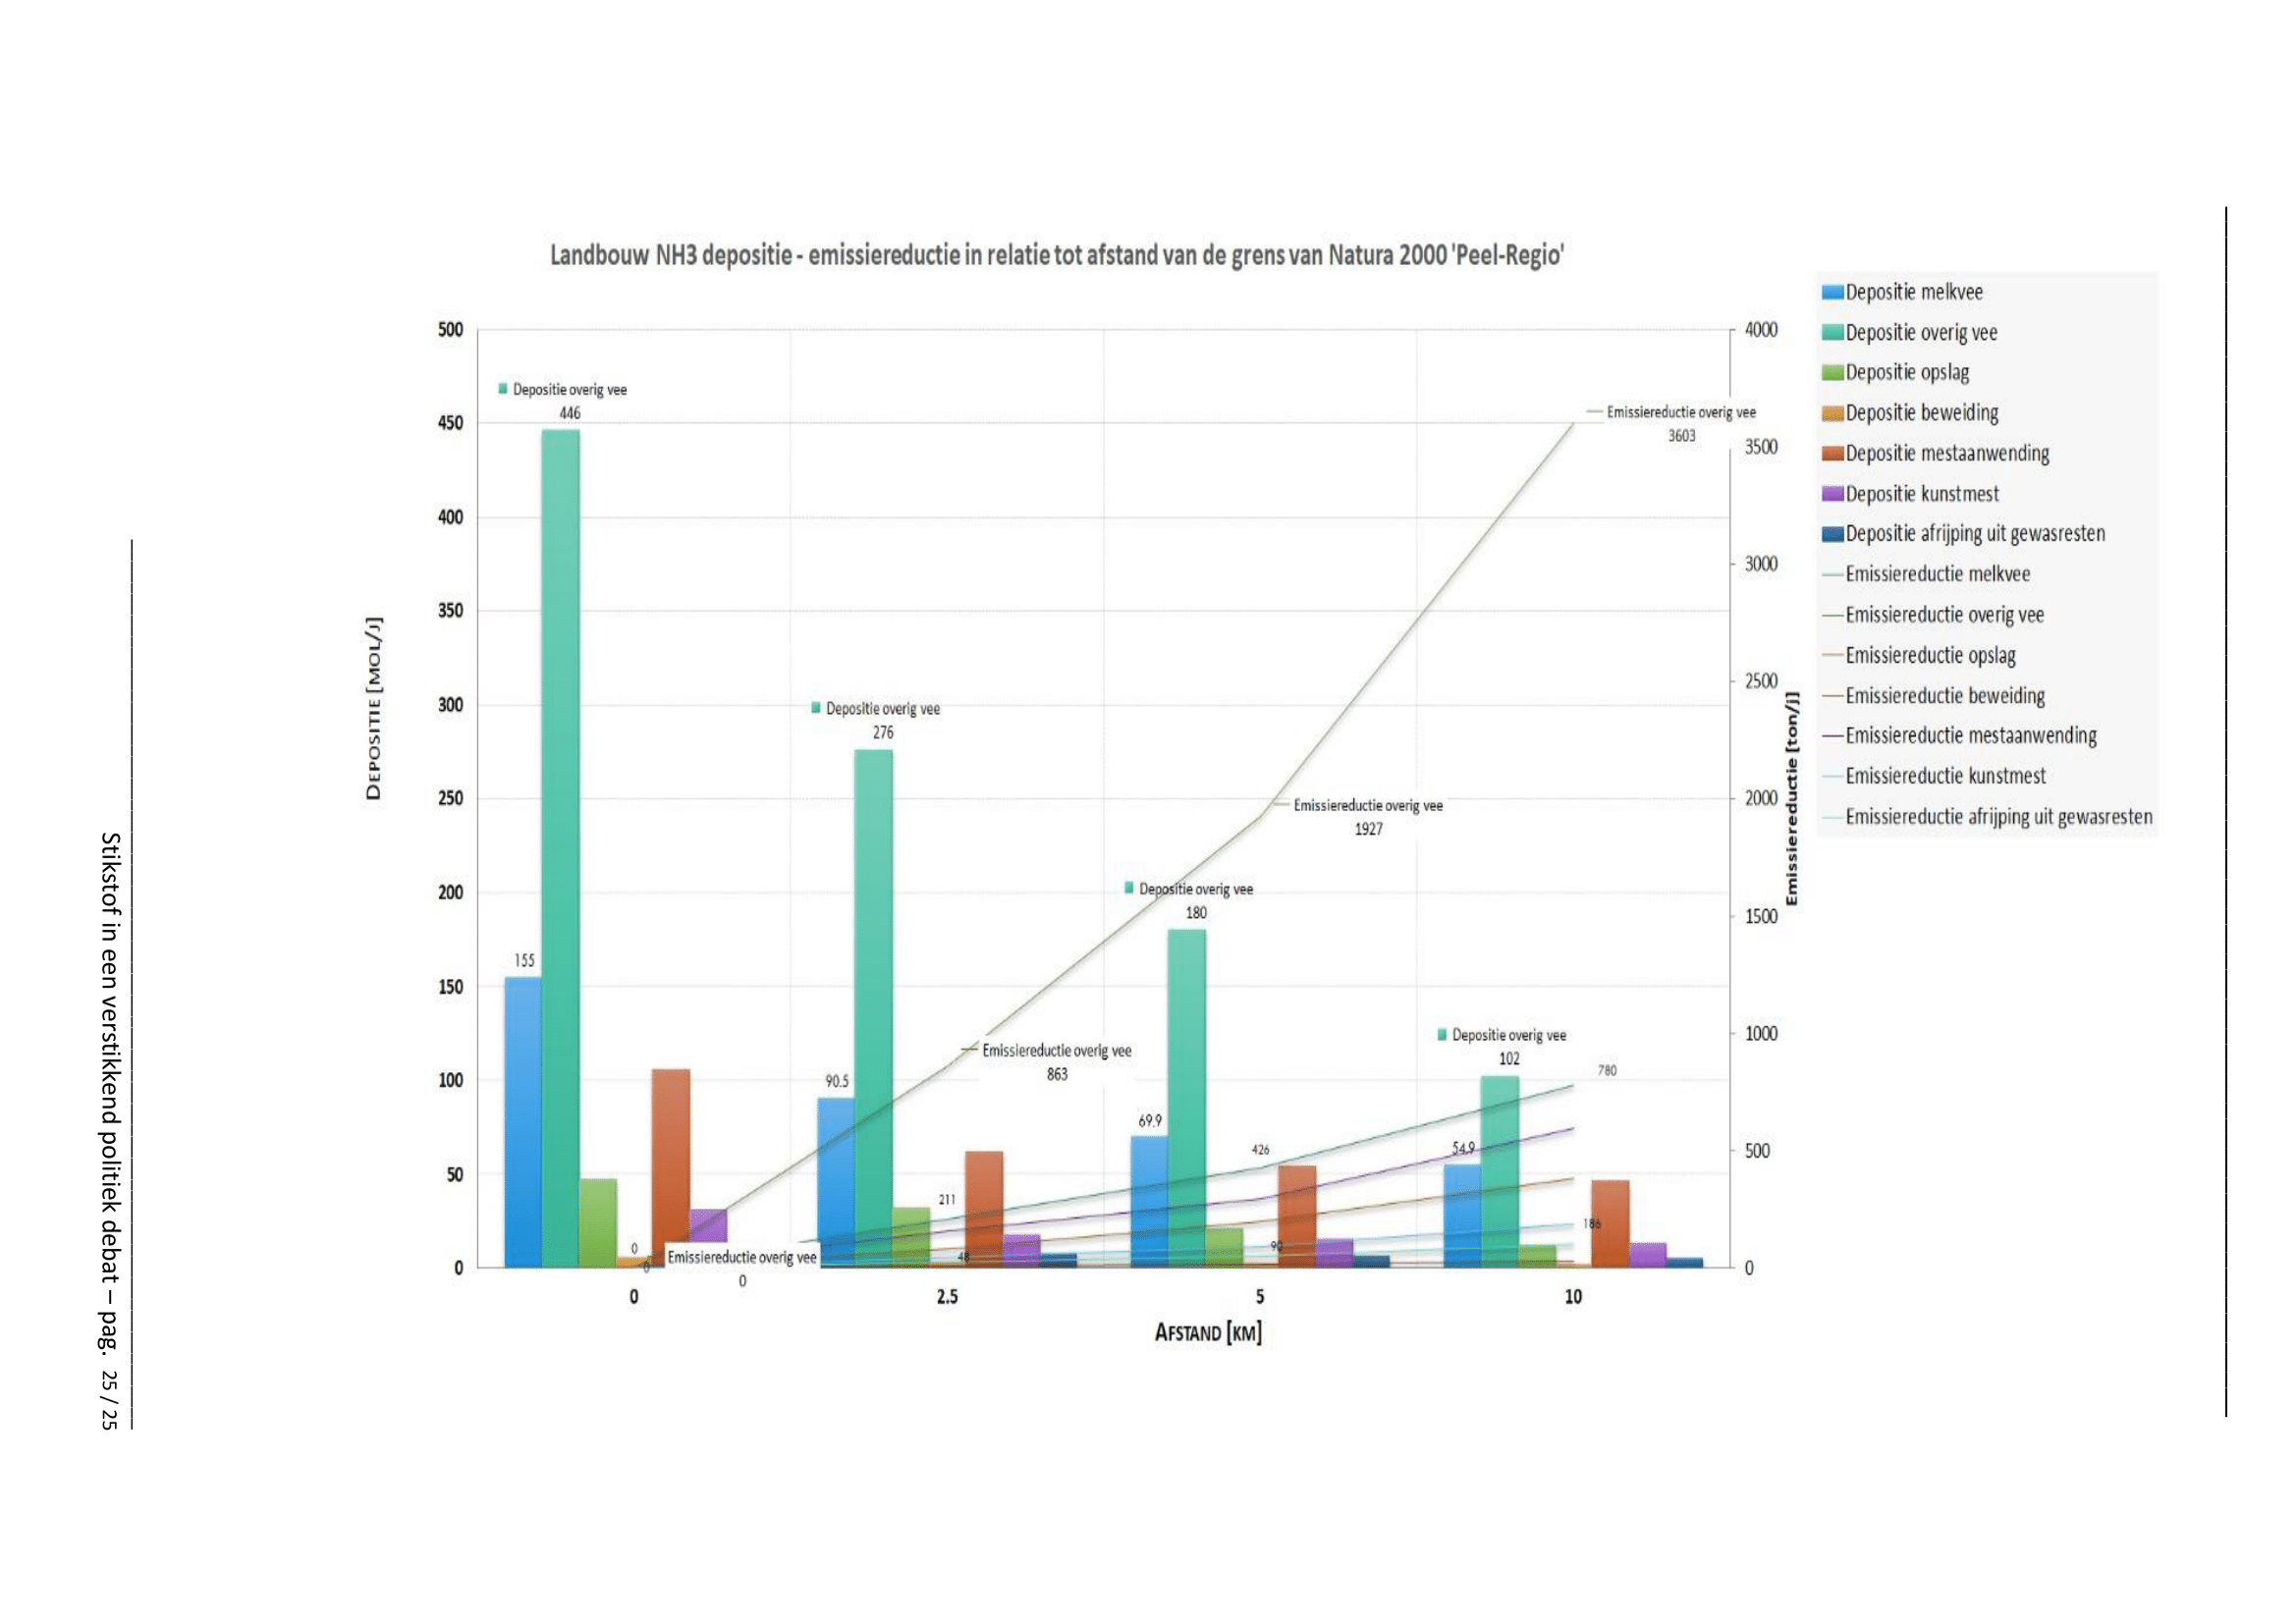 Landbouw NH3 depositie - emissiereductie in relatie tot afstand van de grens van Natura 2000 'Peel-Regio'
Depositie melkvee
Depositie overig vee
Depositie opslag
Depositie beweiding
Depositie mestaanwending
Depositie kunstmest
Depositie afrijping uit gewasresten
Emissiereductie melkvee
Emissiereductie overig vee
Emissiereductie opslag
Emissiereductie beweiding
Emissiereductie mestaanwending
Emissiereductie kunstmest
Emissiereductie afrijping uit gewasresten
DEPOSITIE [MOL/J]
500
450
400
350
300
250
200
150
100
50
0
4000
3500
3000
2500
2000
1500
1000
500
0
Emissiereductie [ton/j]
Depositie overig vee
446
155
0
0
Emissiereductie overig vee
0
Depositie overig vee
276
90.5
Emissiereductie overig vee
863
211
48
Depositie overig vee
180
69.9
Emissiereductie overig vee
1927
426
90
Depositie overig vee
102
54.9
Emissiereductie overig vee
3603
780
186
0
2.5
5
10
AFSTAND [KM]
Stikstof in een verstikkend politiek debat – pag. 25 / 25